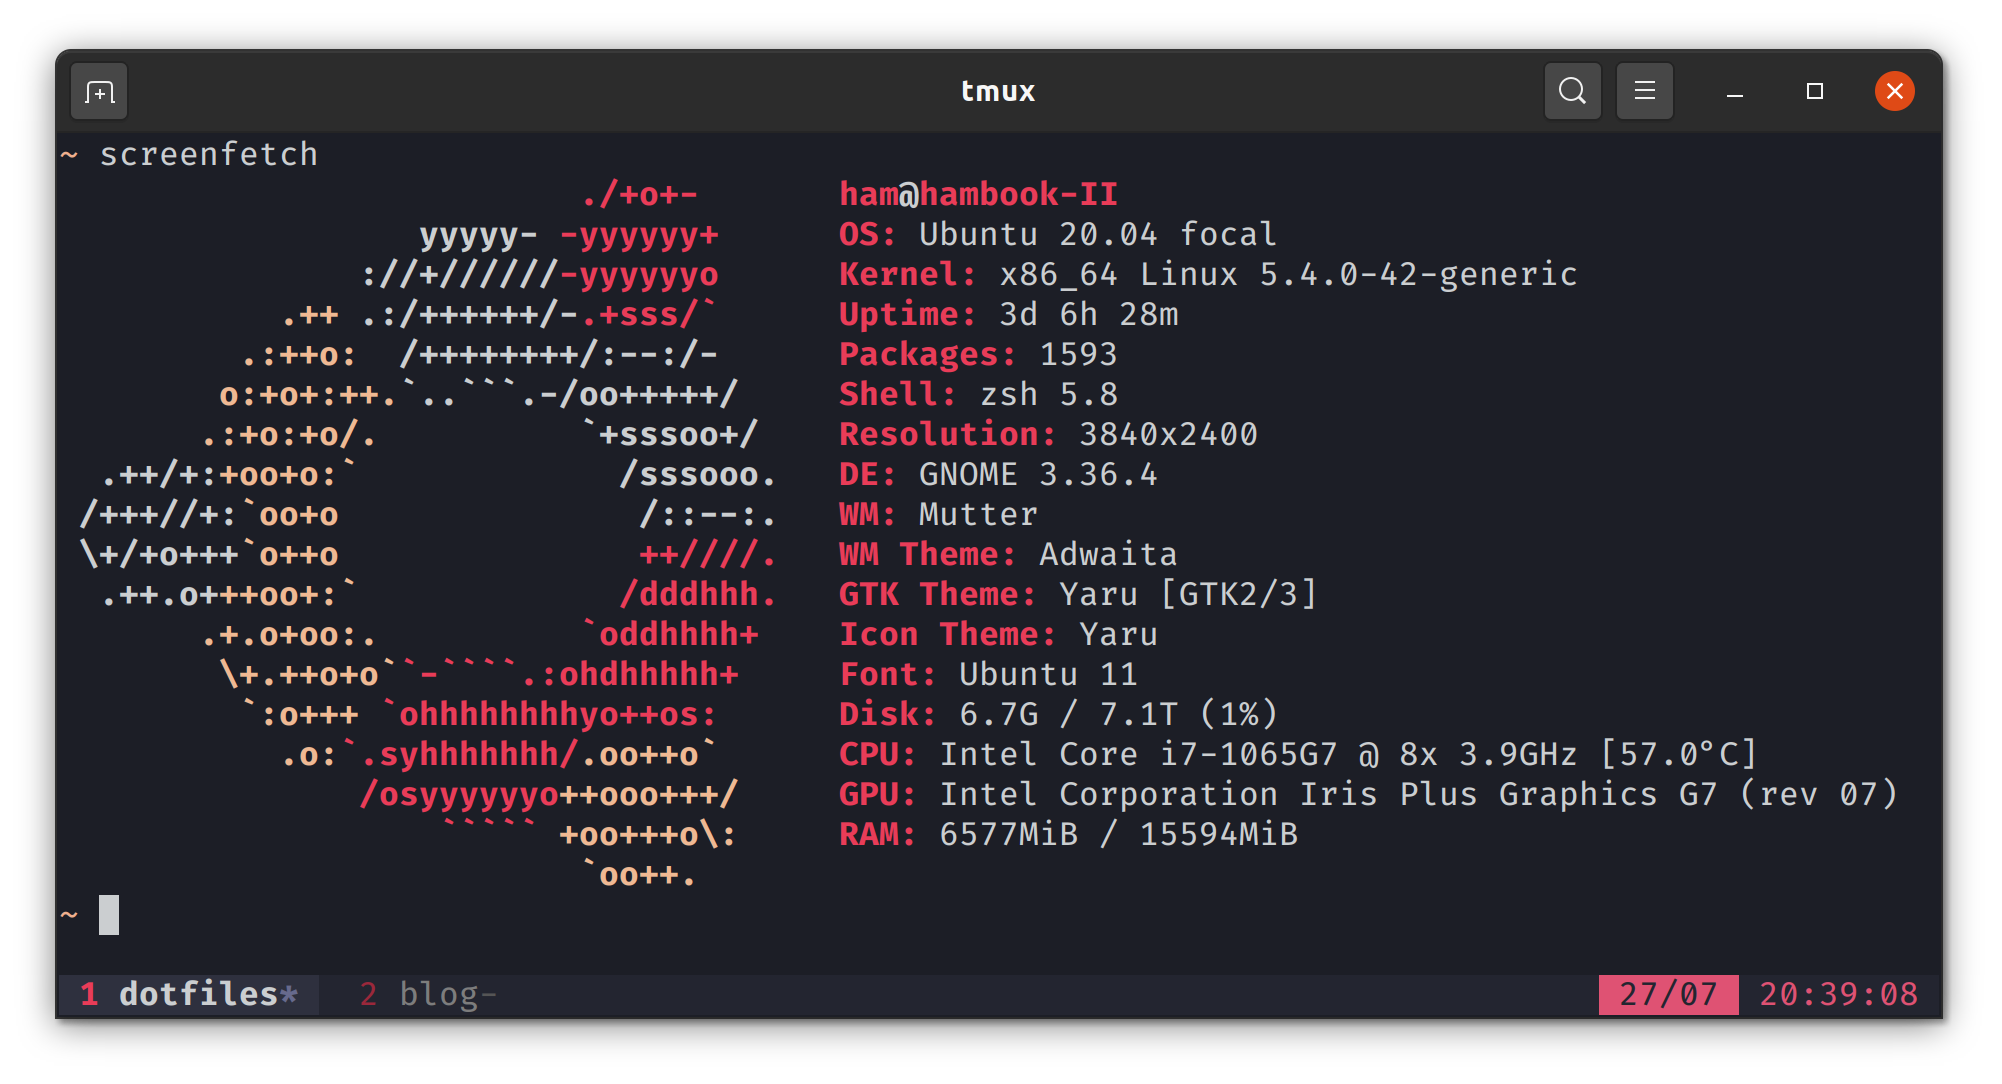 tmux
~ screenfetch
                          ./+o+-       ham@hambook-II
                  yyyyy- -yyyyyy+      OS: Ubuntu 20.04 focal
               ://+//////-yyyyyyo      Kernel: x86_64 Linux 5.4.0-42-generic
           .++ .:/++++++/-.+sss/`      Uptime: 3d 6h 28m
         .:++o:  /++++++++/:--:/-      Packages: 1593
        o:+o+:++.`..```.-/oo+++++/     Shell: zsh 5.8
       .:+o:+o/.          `+sssoo+/    Resolution: 3840x2400
  .++/+:+oo+o:`             /sssooo.   DE: GNOME 3.36.4
 /+++//+:`oo+o               /::--:.   WM: Mutter
 \+/+o+++`o++o               ++////.   WM Theme: Adwaita
  .++.o+++oo+:`             /dddhhh.   GTK Theme: Yaru [GTK2/3]
       .+.o+oo:.          `oddhhhh+    Icon Theme: Yaru
        \+.++o+o``-````.:ohdhhhhh+     Font: Ubuntu 11
         `:o+++ `ohhhhhhhhyo++os:      Disk: 6.7G / 7.1T (1%)
           .o:`.syhhhhhhh/.oo++o`      CPU: Intel Core i7-1065G7 @ 8x 3.9GHz [57.0°C]
               /osyyyyyyo++ooo+++/     GPU: Intel Corporation Iris Plus Graphics G7 (rev 07)
                   ````` +oo+++o\:     RAM: 6577MiB / 15594MiB
                          `oo++.
~
1 dotfiles*  2 blog-  27/07 20:39:08